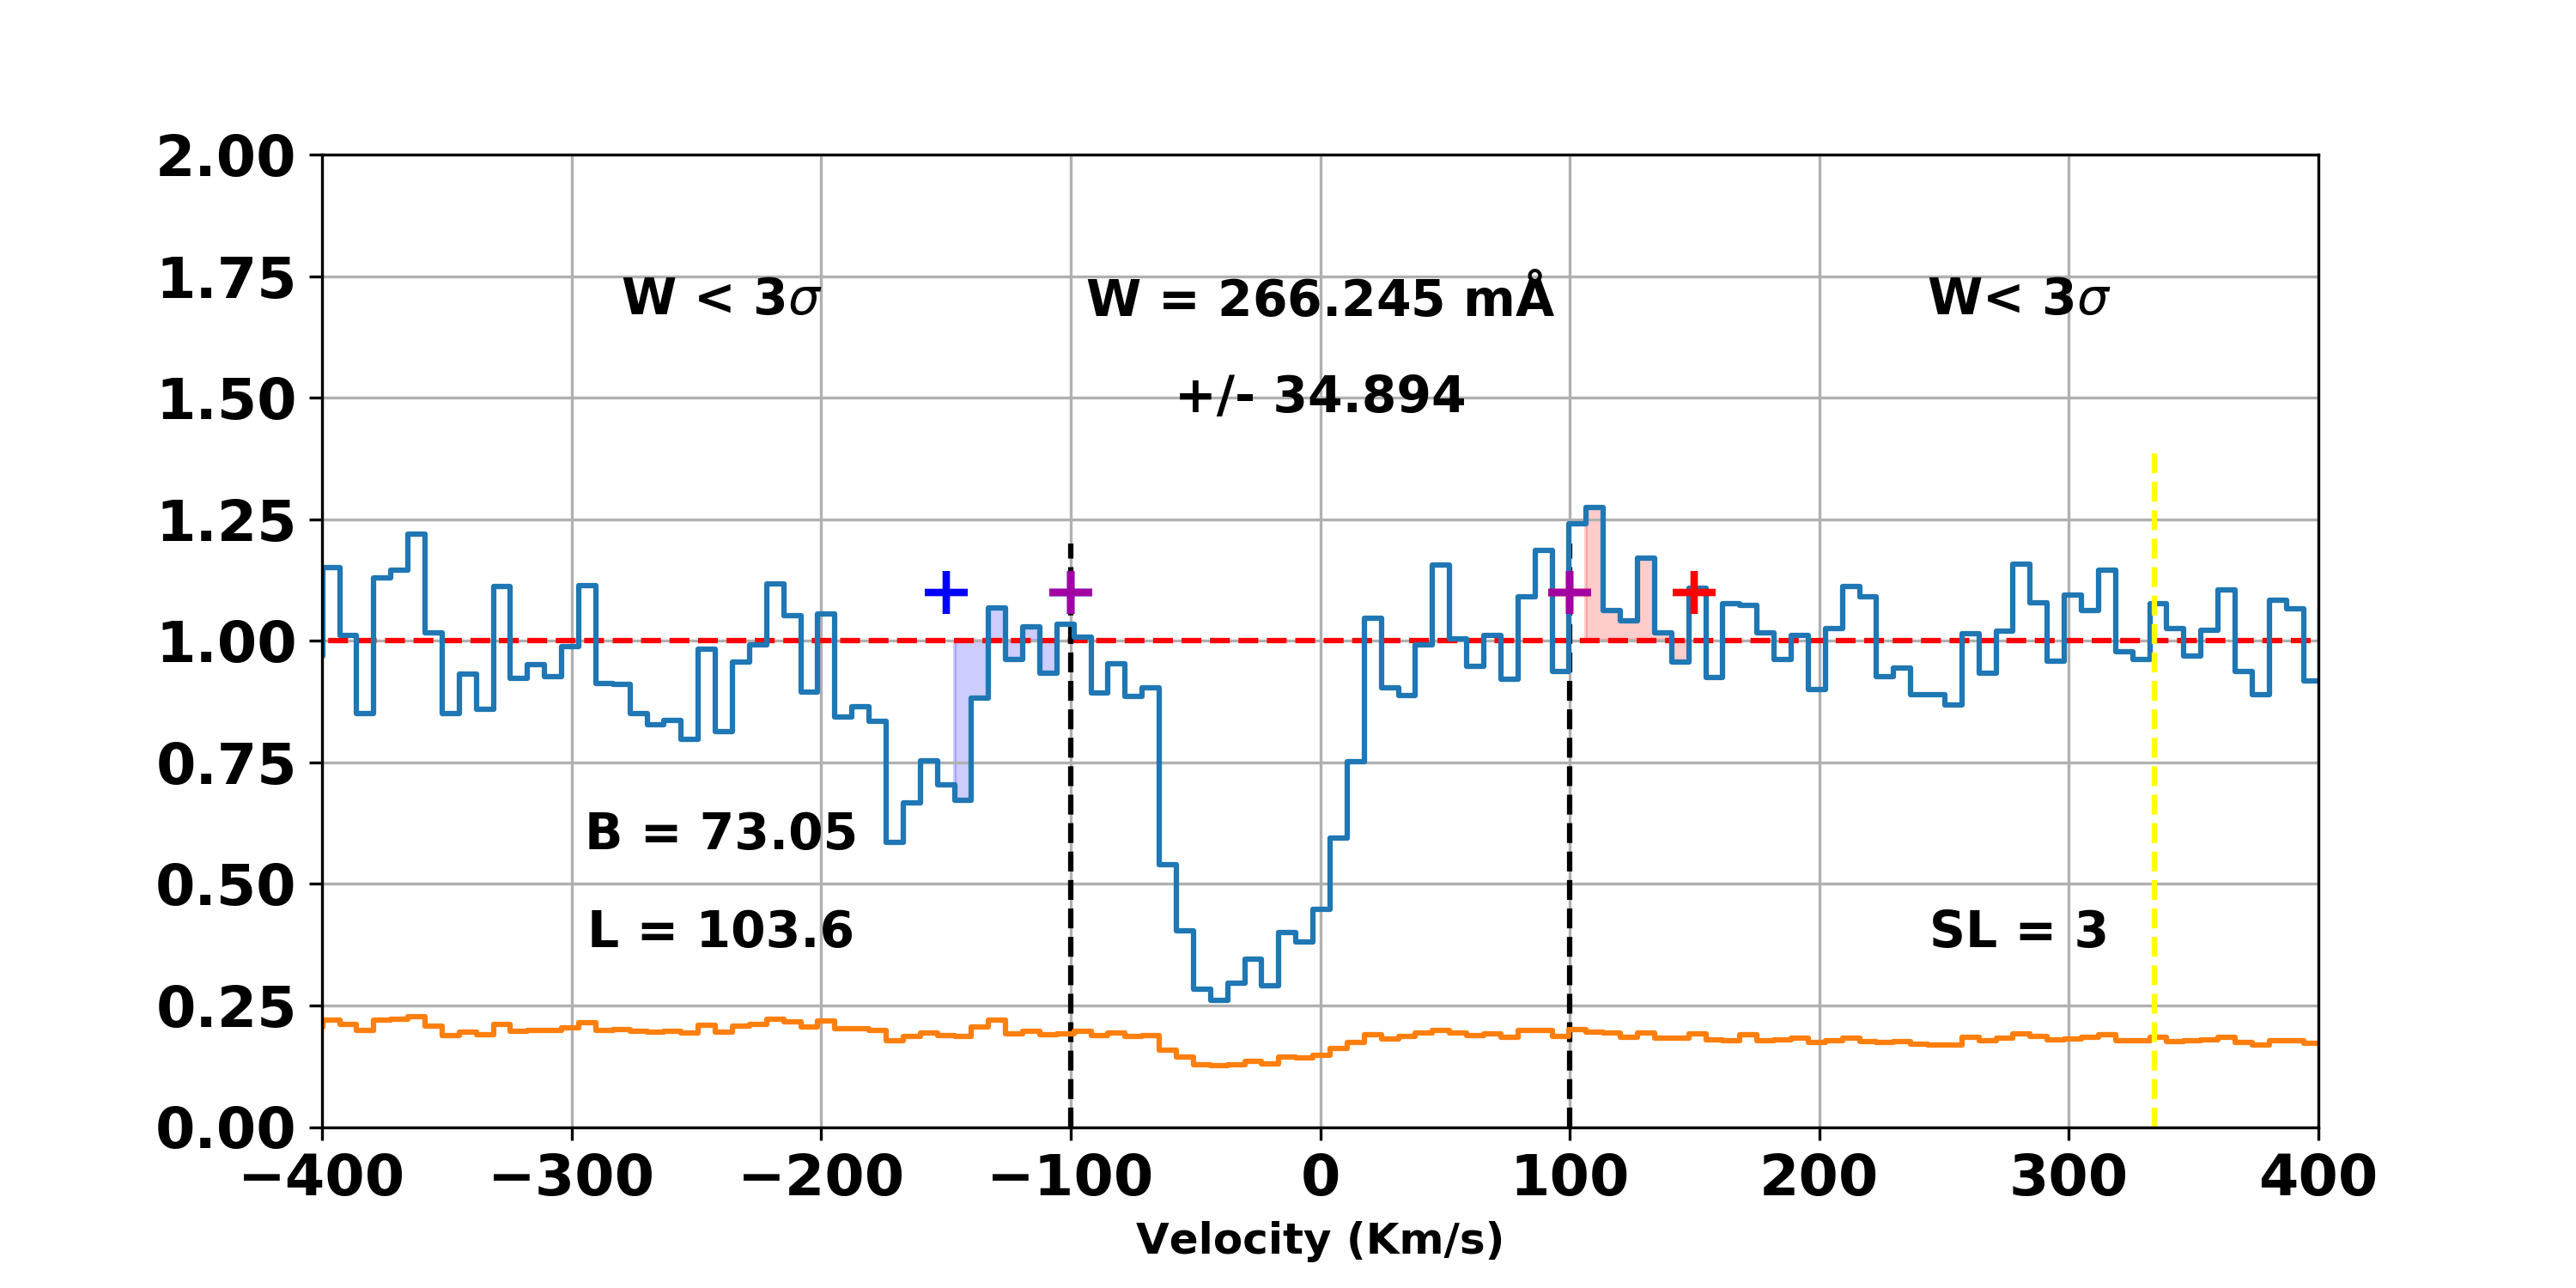 2.00
1.75
1.50
1.25
1.00
0.75
0.50
0.25
0.00
W < 3σ
W = 266.245 mÅ
+/- 34.894
W< 3σ
B = 73.05
L = 103.6
SL = 3
−400 −300 −200 −100 0 100 200 300 400
Velocity (Km/s)